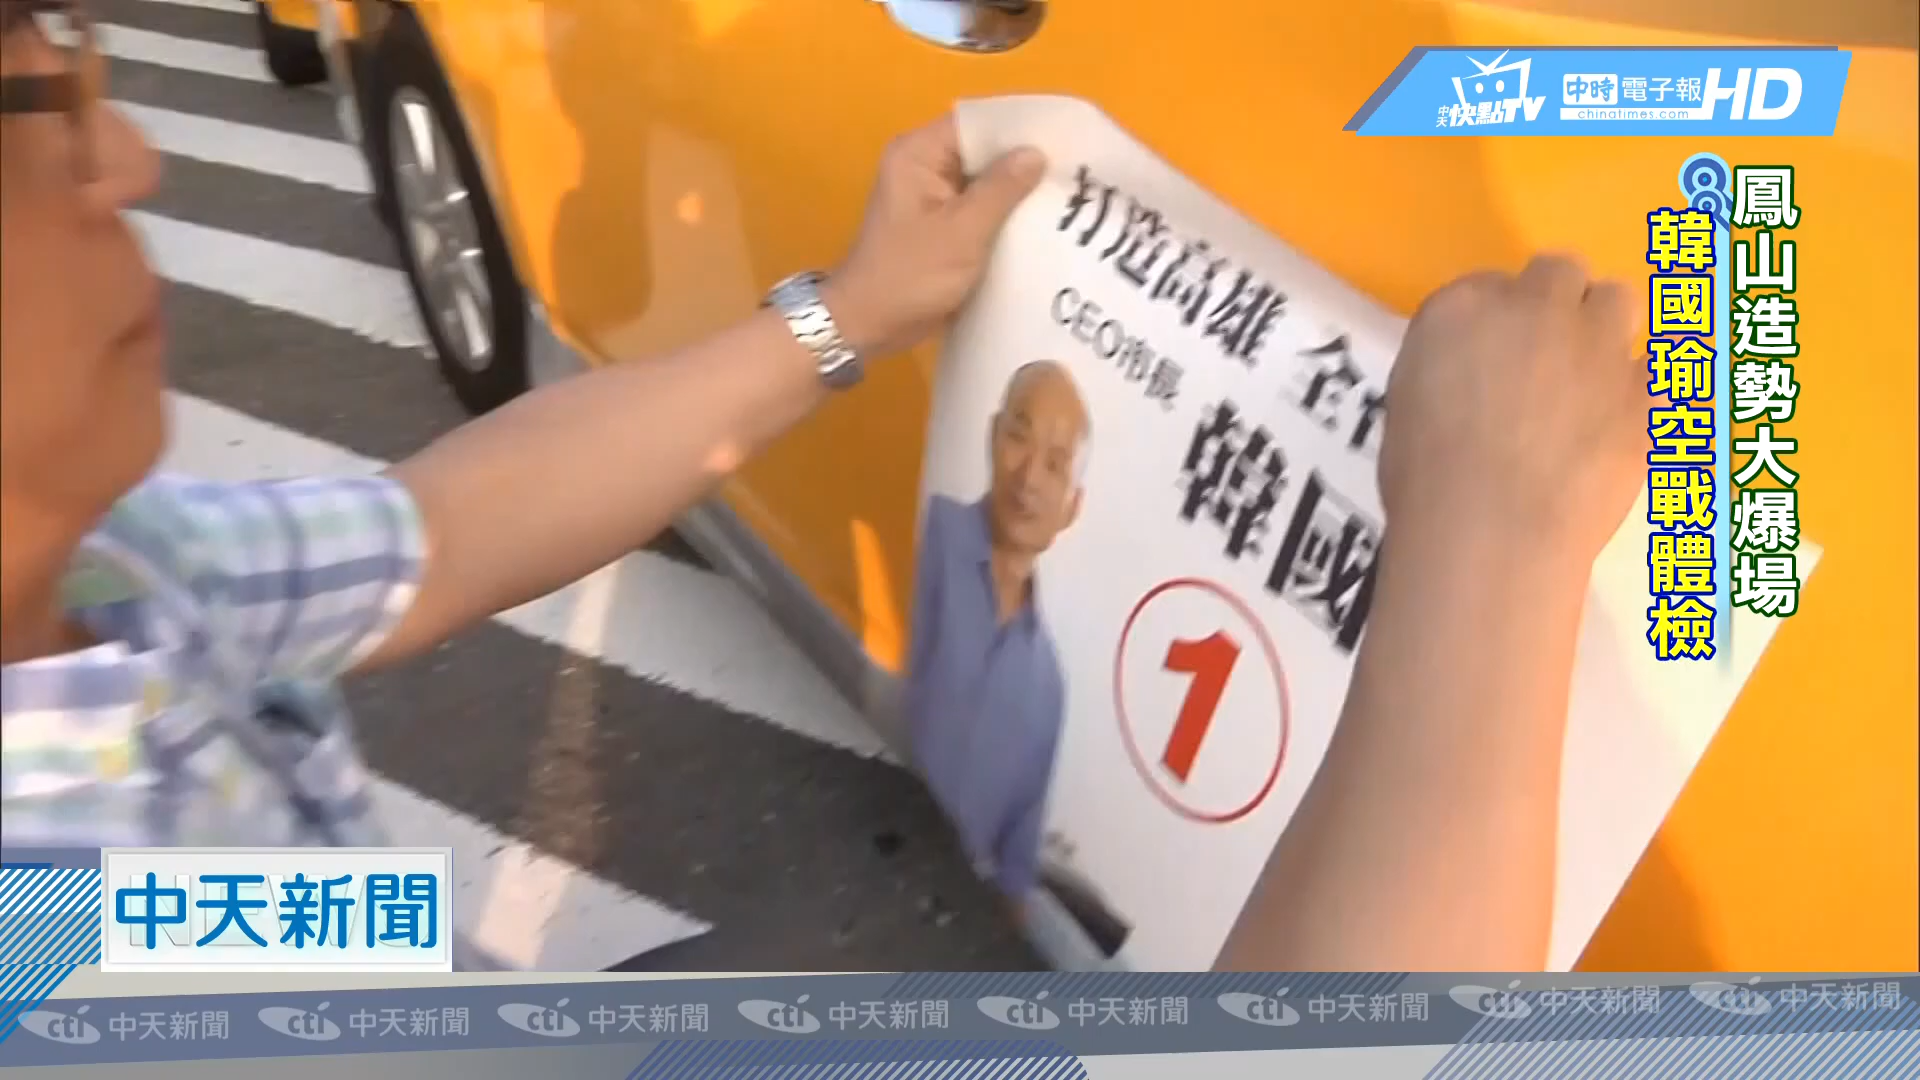 中天快點TV 中時電子報HD
chinatimes.com
鳳山造勢大爆場
韓國瑜空戰體檢
打造高雄 全
CEO市長
韓國
1
中天新聞
NEWS
cti 中天新聞 cti 中天新聞 cti 中天新聞 cti 中天新聞 cti 中天新聞 cti 中天新聞 cti 中天新聞 cti 中天新聞